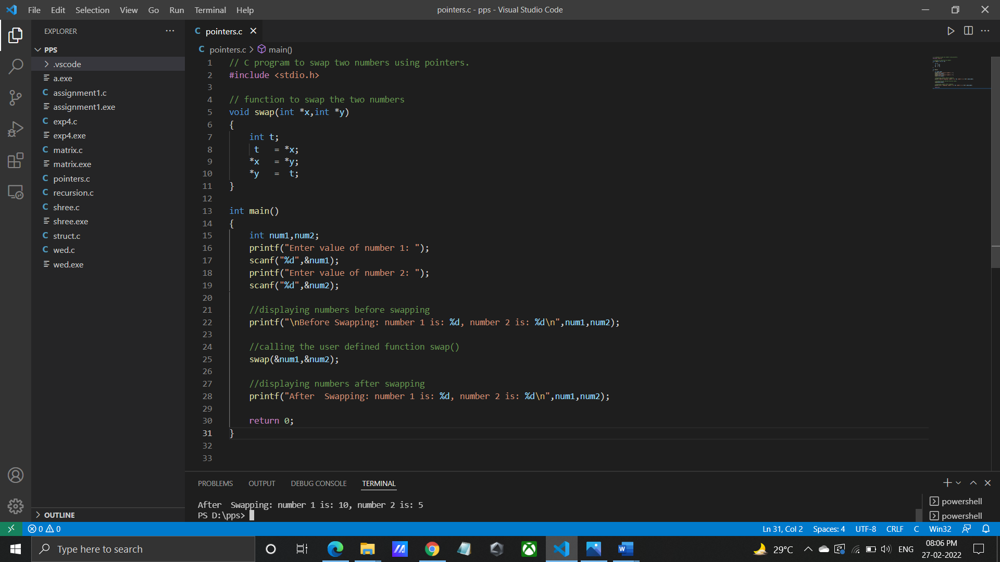 File Edit Selection View Go Run Terminal Help
pointers.c - pps - Visual Studio Code
EXPLORER
PPS
.vscode
a.exe
C assignment1.c
assignment1.exe
C exp4.c
exp4.exe
C matrix.c
matrix.exe
C pointers.c
C recursion.c
C shree.c
shree.exe
C struct.c
C wed.c
wed.exe
OUTLINE
C pointers.c
C pointers.c > main()
1 // C program to swap two numbers using pointers.
2 #include <stdio.h>
3
4 // function to swap the two numbers
5 void swap(int *x,int *y)
6 {
7     int t;
8      t   = *x;
9     *x   = *y;
10     *y   =  t;
11 }
12
13 int main()
14 {
15     int num1,num2;
16     printf("Enter value of number 1: ");
17     scanf("%d",&num1);
18     printf("Enter value of number 2: ");
19     scanf("%d",&num2);
20
21     //displaying numbers before swapping
22     printf("\nBefore Swapping: number 1 is: %d, number 2 is: %d\n",num1,num2);
23
24     //calling the user defined function swap()
25     swap(&num1,&num2);
26
27     //displaying numbers after swapping
28     printf("After  Swapping: number 1 is: %d, number 2 is: %d\n",num1,num2);
29
30     return 0;
31 }
32
33
PROBLEMS OUTPUT DEBUG CONSOLE TERMINAL
After  Swapping: number 1 is: 10, number 2 is: 5
PS D:\pps>
powershell
powershell
0 0
Ln 31, Col 2 Spaces: 4 UTF-8 CRLF C Win32
Type here to search
29°C
ENG
08:06 PM
27-02-2022